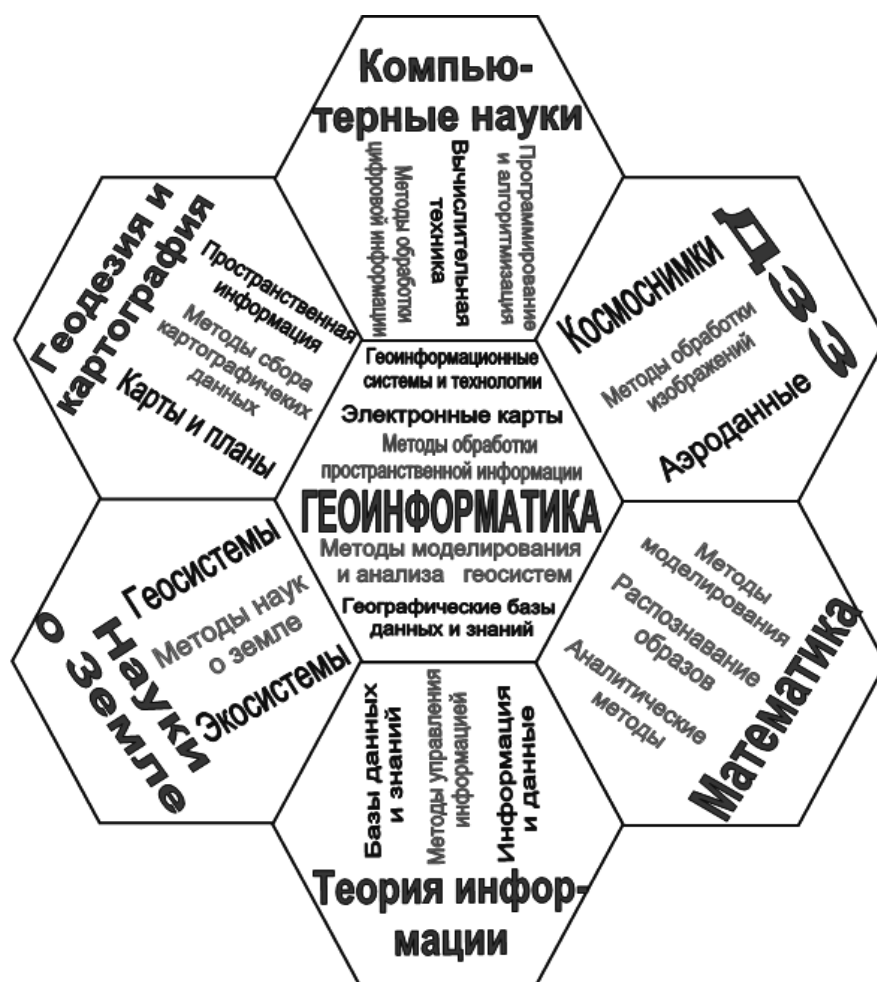 Компью-
терные науки
Методы обработки
цифровой информации
Вычислительная
техника
Программирование
и алгоритмизация
Геодезия и
картография
Пространственная
информация
Методы сбора
картографичеких
данных
Карты и планы
ДЗЗ
Космоснимки
Методы обработки
изображений
Аэроданные
Геоинформационные
системы и технологии
Электронные карты
Методы обработки
пространственной информации
ГЕОИНФОРМАТИКА
Методы моделирования
и анализа геосистем
Географические базы
данных и знаний
Геосистемы
Методы наук
о земле
Экосистемы
Науки
о Земле
Методы
моделирования
Распознавание
образов
Аналитические
методы
Математика
Базы данных
и знаний
Методы управления
информацией
Информация
и данные
Теория инфор-
мации